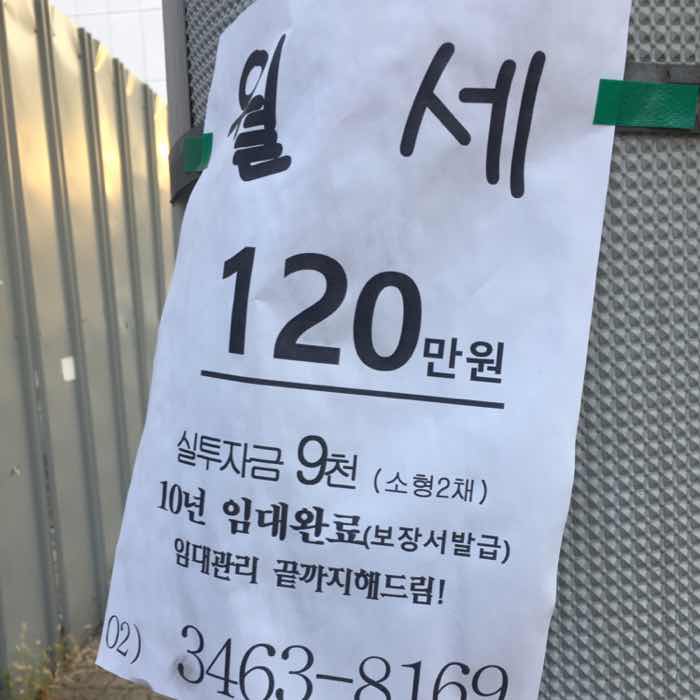 월 세
120만원
실투자금 9천 (소형2채)
10년 임대완료(보장서발급)
임대관리 끝까지해드림!
02) 3463-8169